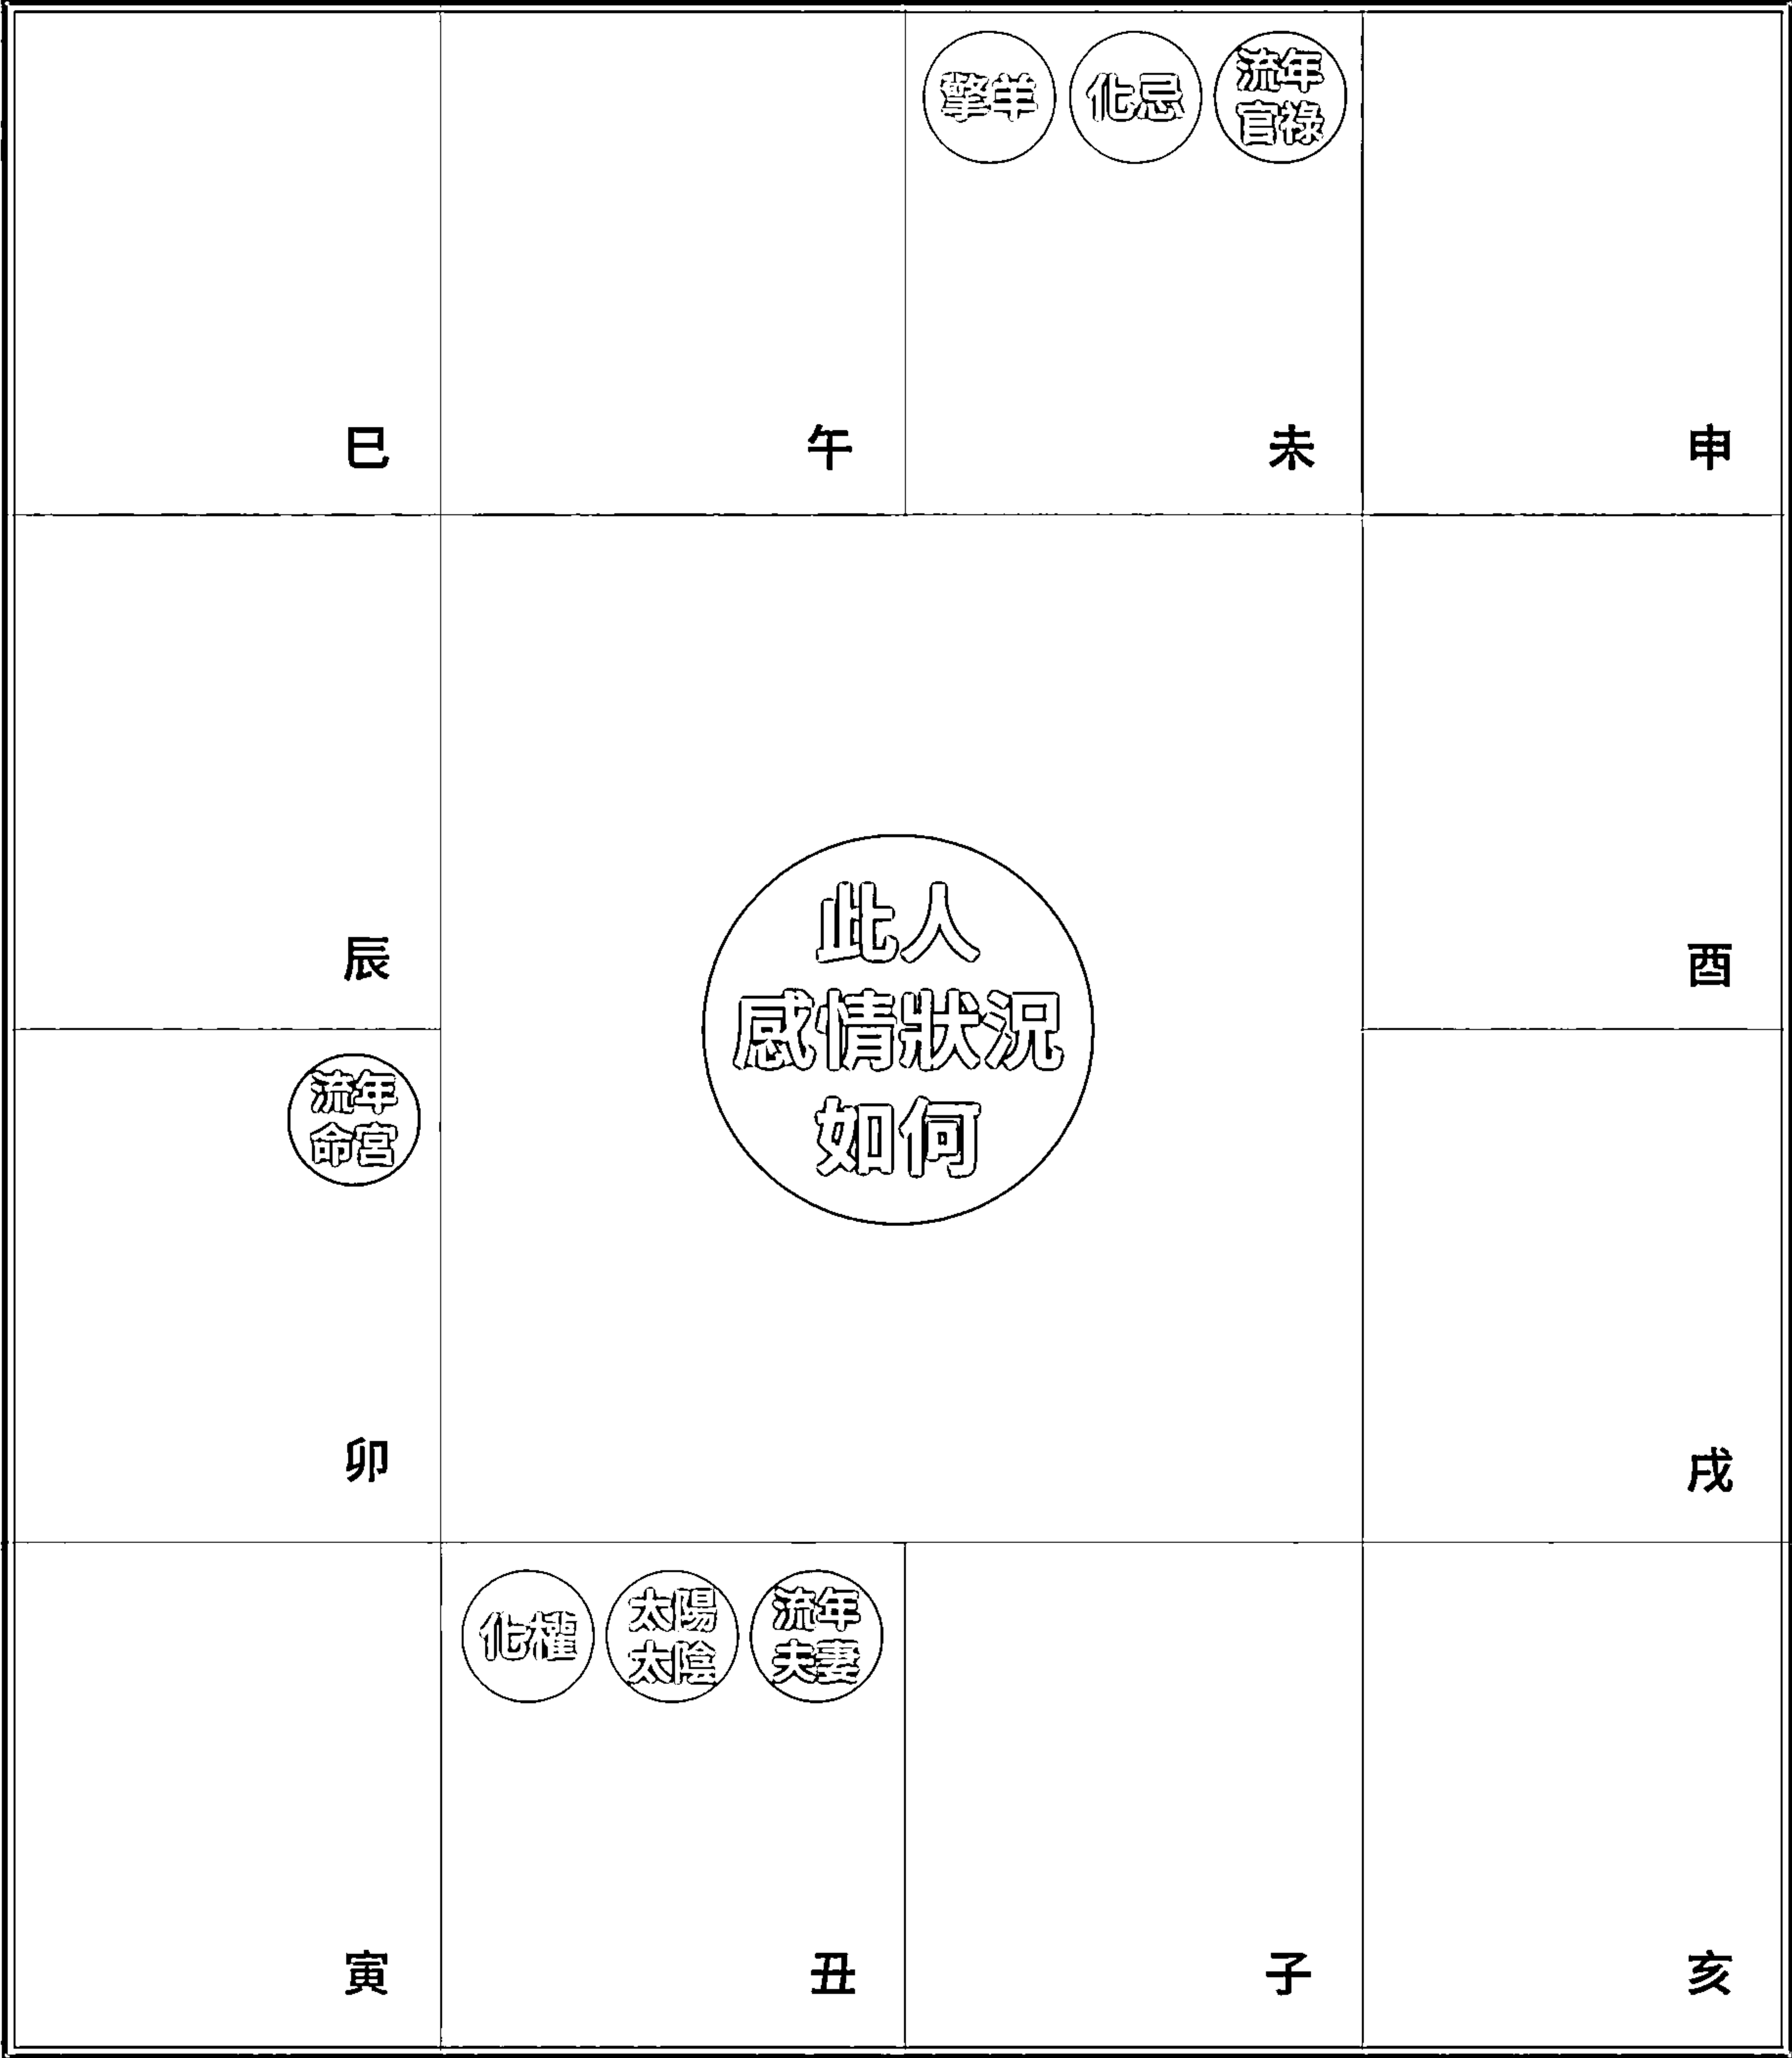 擎羊
化忌
流年
官祿
巳
午
未
申
此人
感情狀況
如何
辰
酉
流年
命宮
卯
戌
化權
太陽
太陰
流年
夫妻
寅
丑
子
亥